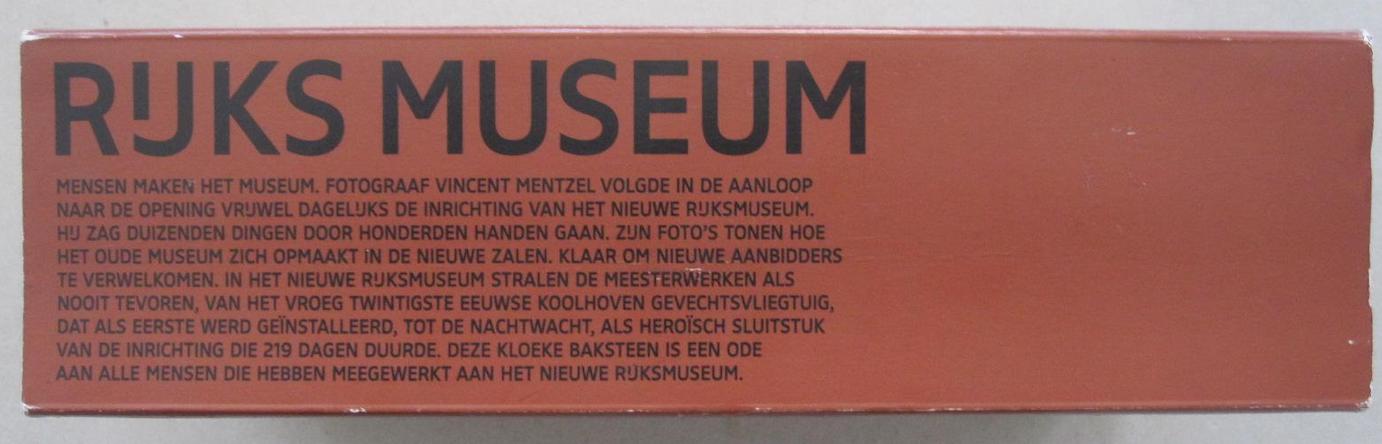 RIJKS MUSEUM
MENSEN MAKEN HET MUSEUM. FOTOGRAAF VINCENT MENTZEL VOLGDE IN DE AANLOOP
NAAR DE OPENING VRIJWEL DAGELIJKS DE INRICHTING VAN HET NIEUWE RIJKSMUSEUM.
HIJ ZAG DUIZENDEN DINGEN DOOR HONDERDEN HANDEN GAAN. ZIJN FOTO'S TONEN HOE
HET OUDE MUSEUM ZICH OPMAAKT IN DE NIEUWE ZALEN. KLAAR OM NIEUWE AANBIDDERS
TE VERWELKOMEN. IN HET NIEUWE RIJKSMUSEUM STRALEN DE MEESTERWERKEN ALS
NOOIT TEVOREN, VAN HET VROEG TWINTIGSTE EEUWSE KOOLHOVEN GEVECHTSVLIEGTUIG,
DAT ALS EERSTE WERD GEÏNSTALLEERD, TOT DE NACHTWACHT, ALS HEROÏSCH SLUITSTUK
VAN DE INRICHTING DIE 219 DAGEN DUURDE. DEZE KLOEKE BAKSTEEN IS EEN ODE
AAN ALLE MENSEN DIE HEBBEN MEEGEWERKT AAN HET NIEUWE RIJKSMUSEUM.